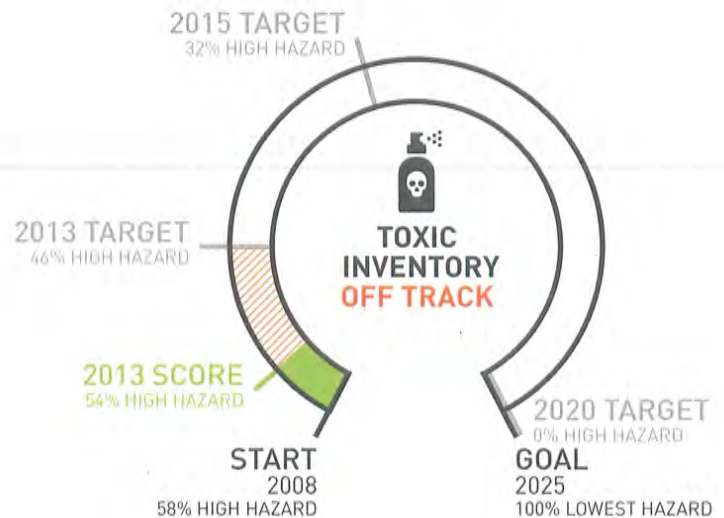 2015 TARGET
32% HIGH HAZARD
TOXIC
INVENTORY
OFF TRACK
2013 TARGET
46% HIGH HAZARD
2013 SCORE
54% HIGH HAZARD
START
2008
58% HIGH HAZARD
2020 TARGET
0% HIGH HAZARD
GOAL
2025
100% LOWEST HAZARD